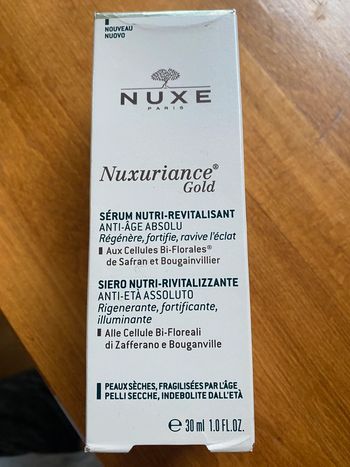 NOUVEAU
NUOVO
NUXE
PARIS
Nuxuriance®
Gold
SÉRUM NUTRI-REVITALISANT
ANTI-ÂGE ABSOLU
Régénère, fortifie, ravive l'éclat
Aux Cellules Bi-Florales®
de Safran et Bougainvillier
SIERO NUTRI-RIVITALIZZANTE
ANTI-ETÀ ASSOLUTO
Rigenerante, fortificante,
illuminante
Alle Cellule Bi-Floreali
di Zafferano e Bouganville
PEAUX SÈCHES, FRAGILISÉES PAR L'ÂGE
PELLI SECCHE, INDEBOLITE DALL'ETÀ
℮ 30 ml 1.0 FL.OZ.